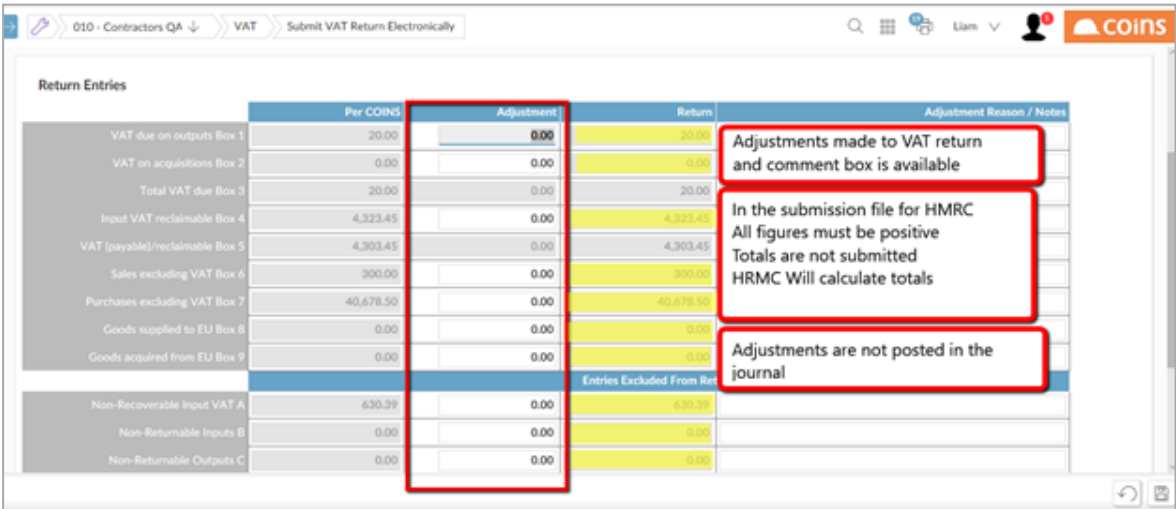 010 - Contractors QA VAT Submit VAT Return Electronically 19 Liam 1 coins
Return Entries
Per COINS Adjustment Return Adjustment Reason / Notes
VAT due on outputs Box 1 20.00 0.00 20.00
VAT on acquisitions Box 2 0.00 0.00 0.00
Total VAT due Box 3 20.00 0.00 20.00
Input VAT reclaimable Box 4 4,323.45 0.00 4,323.45
VAT (payable)/reclaimable Box 5 4,303.45 0.00 4,303.45
Sales excluding VAT Box 6 300.00 0.00 300.00
Purchases excluding VAT Box 7 40,678.50 0.00 40,678.50
Goods supplied to EU Box 8 0.00 0.00 0.00
Goods acquired from EU Box 9 0.00 0.00 0.00
Adjustments made to VAT return
and comment box is available
In the submission file for HMRC
All figures must be positive
Totals are not submitted
HRMC Will calculate totals
Adjustments are not posted in the
journal
Entries Excluded From Ret
Non-Recoverable Input VAT A 630.39 0.00 630.39
Non-Returnable Inputs B 0.00 0.00 0.00
Non-Returnable Outputs C 0.00 0.00 0.00